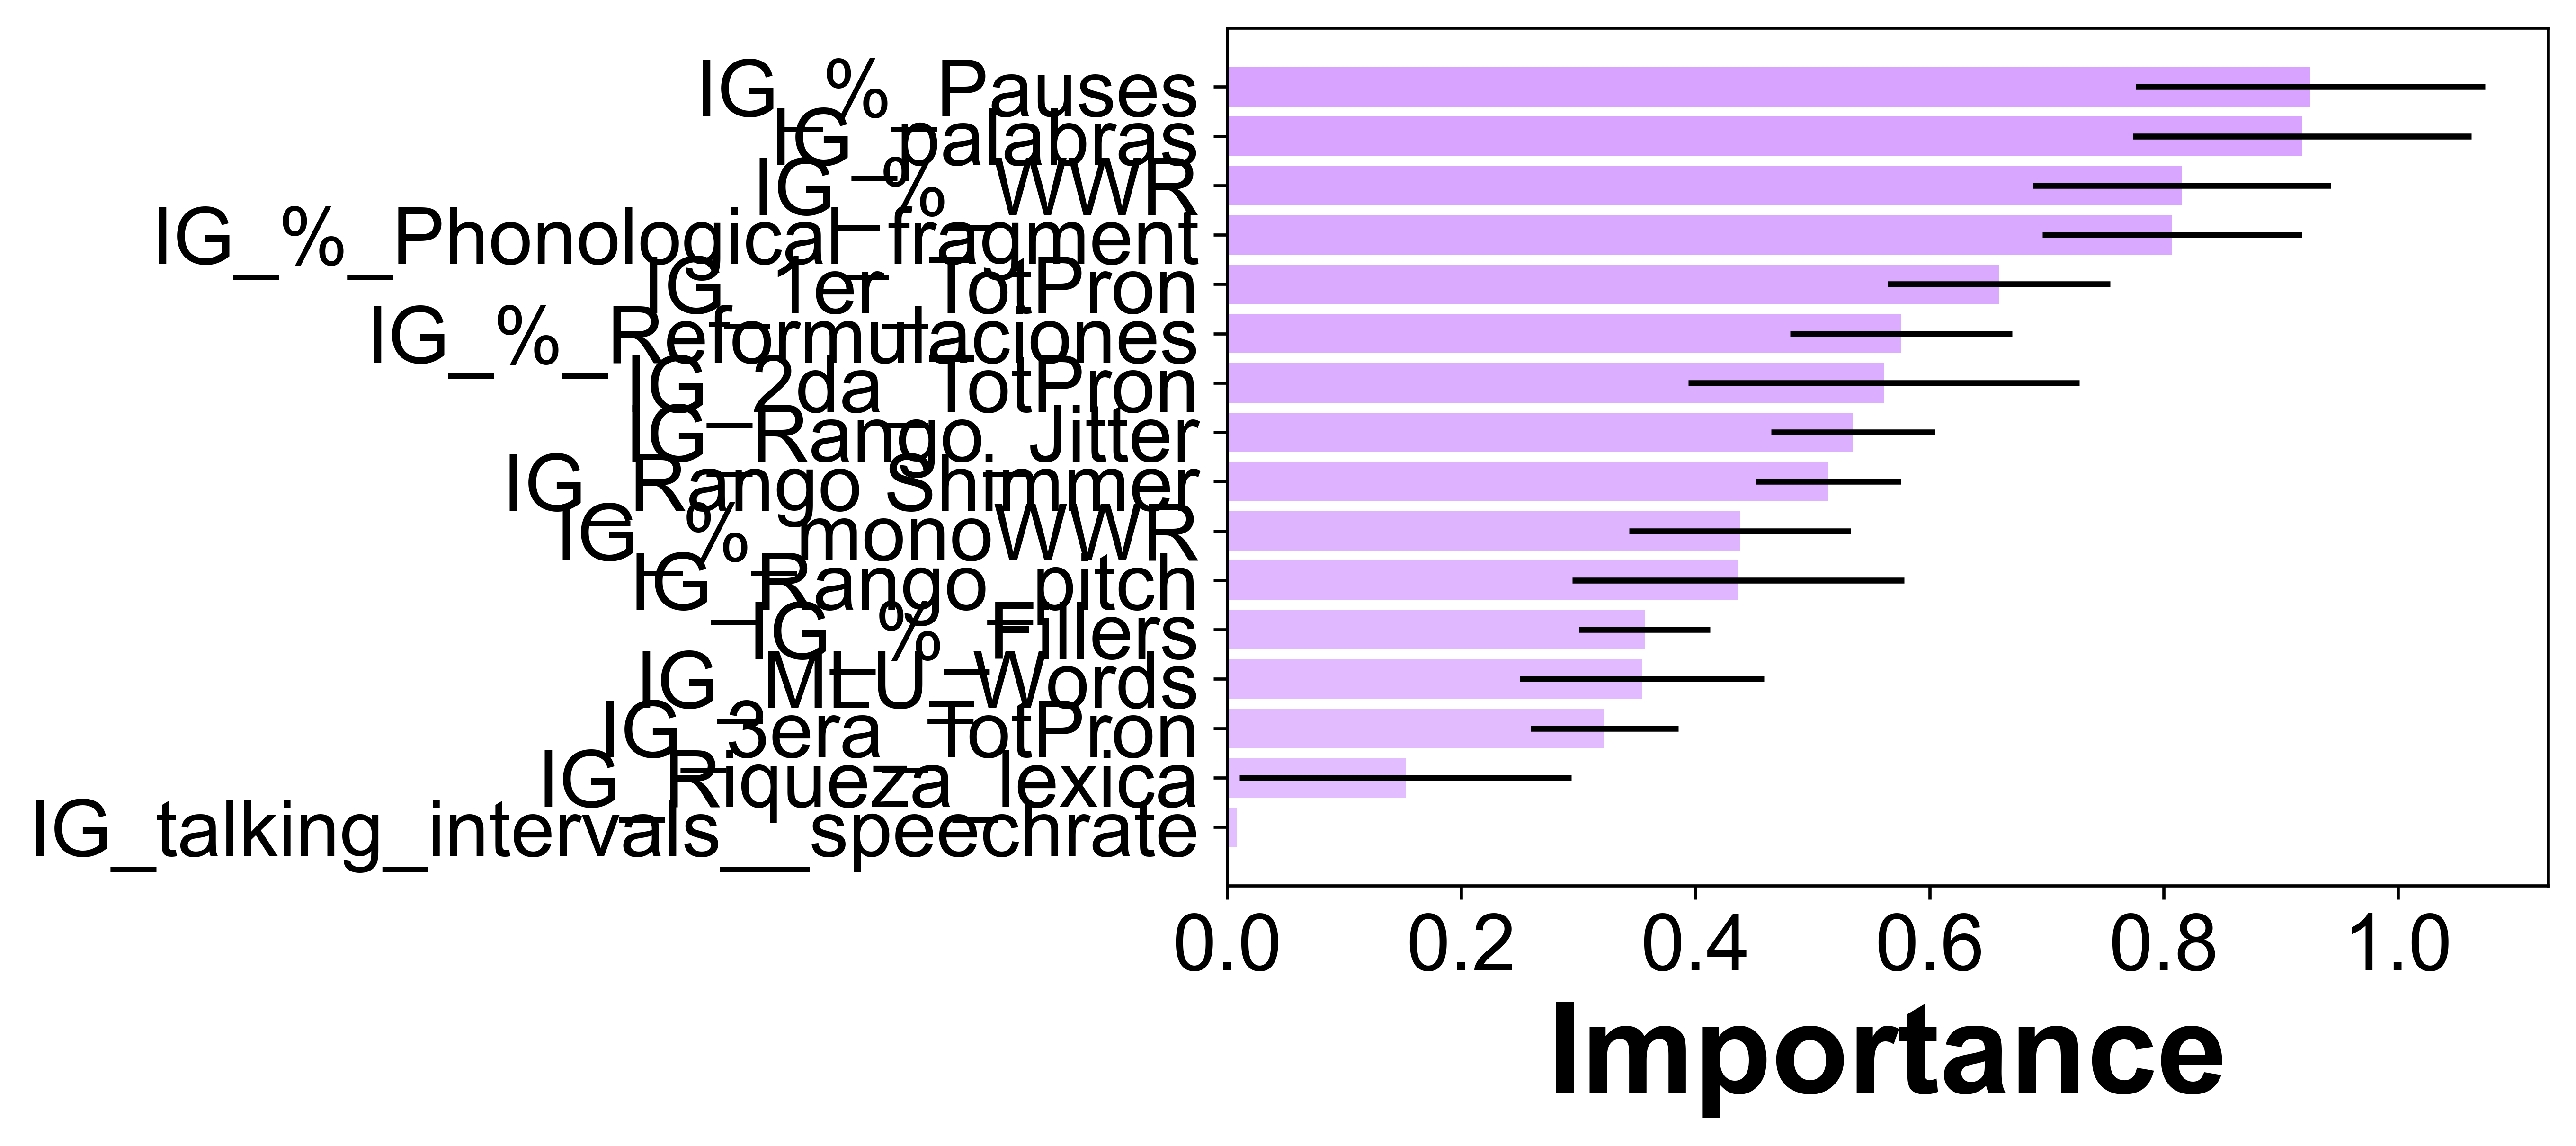 IG_%_Pauses
IG_palabras
IG_%_WWR
IG_%_Phonological_fragment
IG_1er_TotPron
IG_%_Reformulaciones
IG_2da_TotPron
IG_Rango_Jitter
IG_Rango Shimmer
IG_%_monoWWR
IG_Rango_pitch
IG_%_Fillers
IG_MLU_Words
IG_3era_TotPron
IG_Riqueza_lexica
IG_talking_intervals__speechrate
0.0 0.2 0.4 0.6 0.8 1.0
Importance